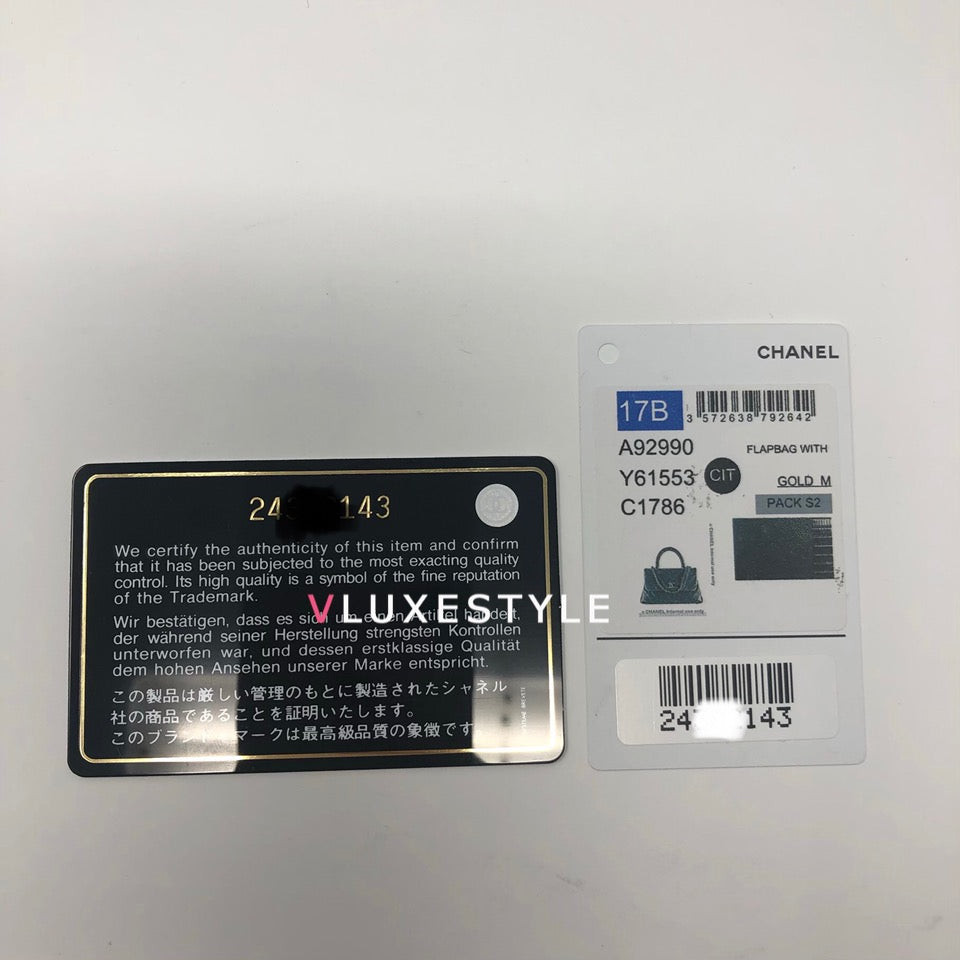 24 143
We certify the authenticity of this item and confirm
that it has been subjected to the most exacting quality
control. Its high quality is a symbol of the fine reputation
of the Trademark.
Wir bestätigen, dass es sich um einen Artikel handelt,
der während seiner Herstellung strengsten Kontrollen
unterworfen war, und dessen erstklassige Qualität
dem hohen Ansehen unserer Marke entspricht.
この製品は厳しい管理のもとに製造されたシャネル
社の商品であることを証明いたします。
このブランド・マークは最高級品質の象徴です
VLUXESTYLE
CHANEL
17B
3 572638 792642
A92990
FLAPBAG WITH
Y61553
CIT
GOLD M
C1786
PACK S2
CHANEL Internal use only
24 143